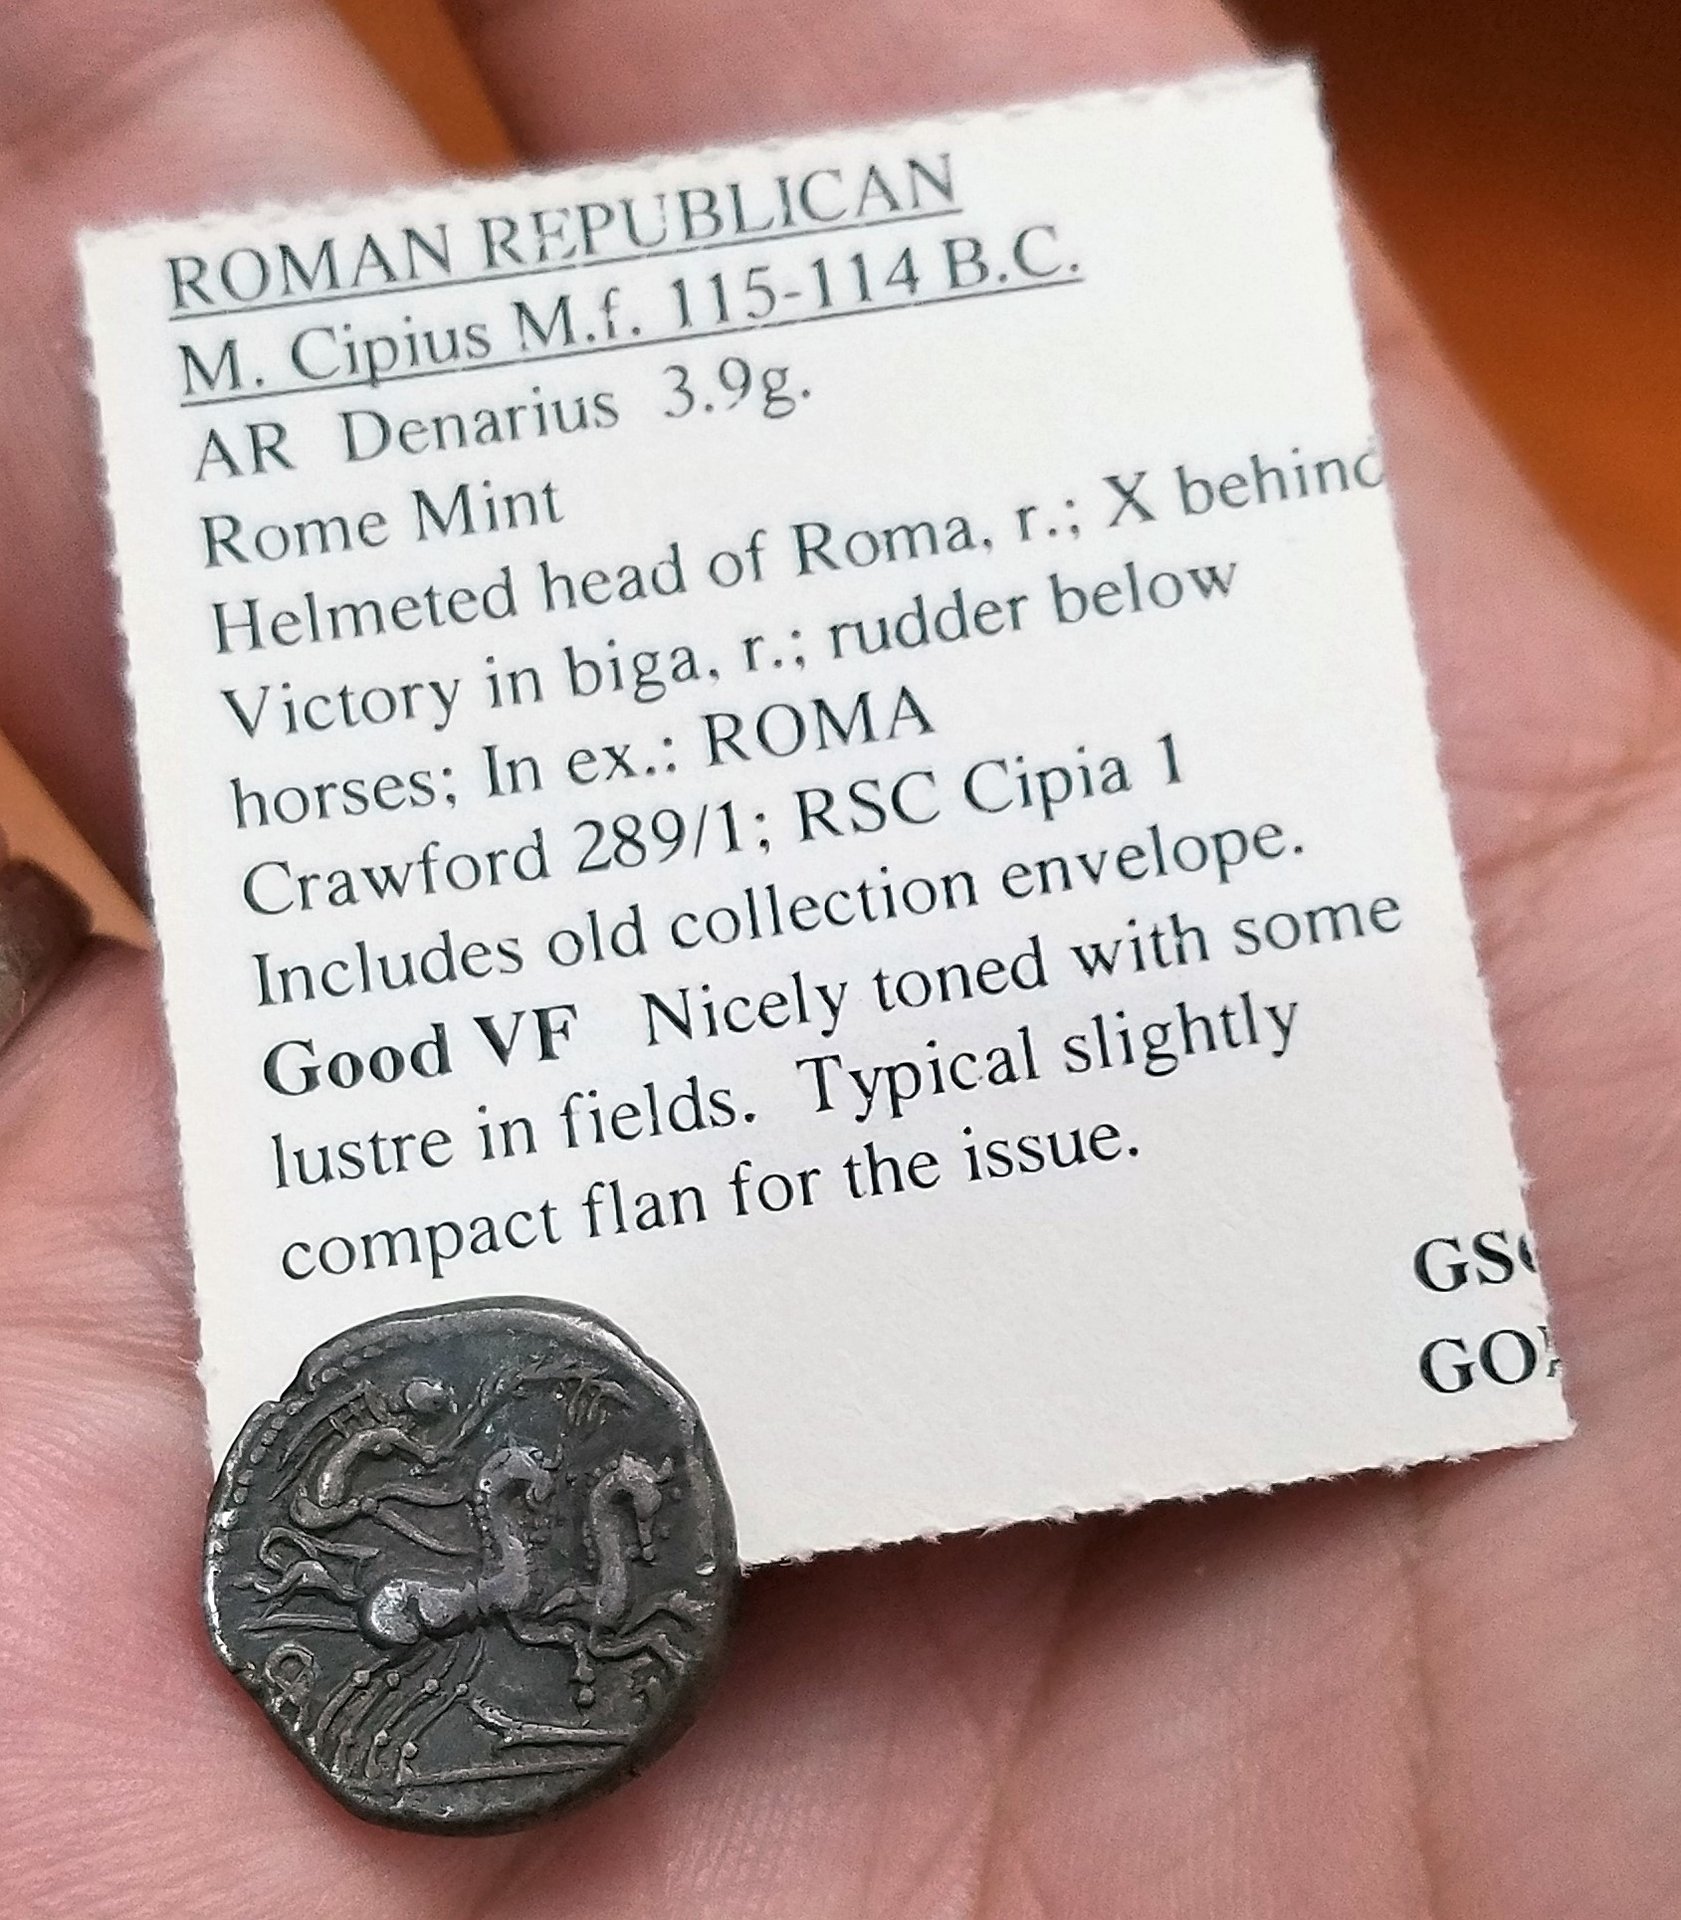 ROMAN REPUBLICAN
M. Cipius M.f. 115-114 B.C.
AR Denarius 3.9g.
Rome Mint
Helmeted head of Roma, r.; X behind
Victory in biga, r.; rudder below
horses; In ex.: ROMA
Crawford 289/1; RSC Cipia 1
Includes old collection envelope.
Good VF Nicely toned with some
lustre in fields. Typical slightly
compact flan for the issue.